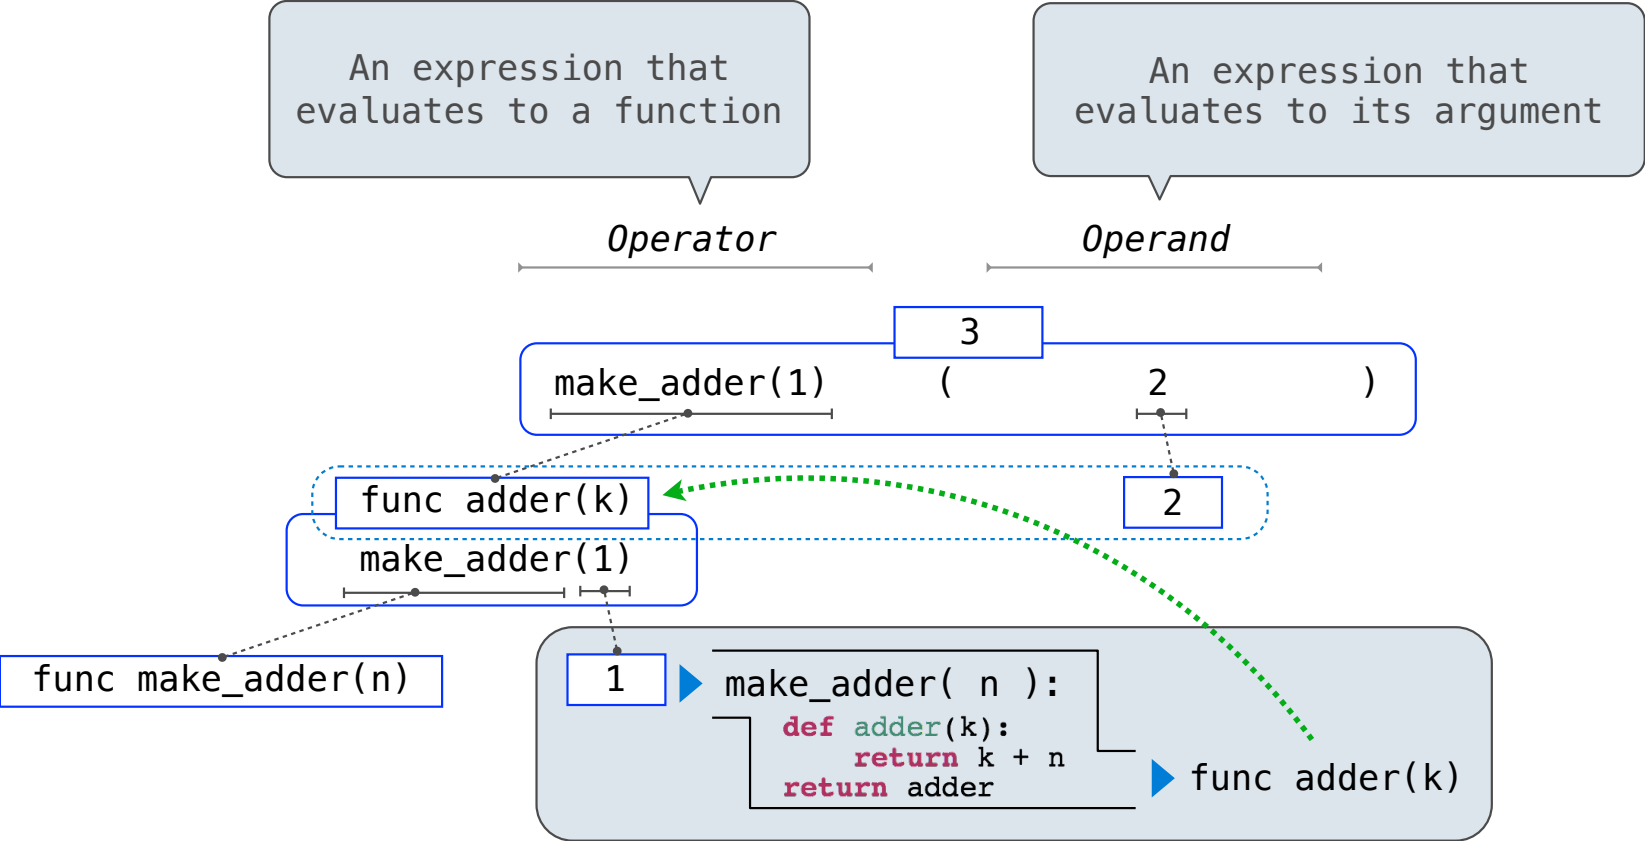 An expression that
evaluates to a function
An expression that
evaluates to its argument
Operator
Operand
3
make_adder(1) ( 2 )
func adder(k)
2
make_adder(1)
func make_adder(n)
1
make_adder( n ):
def adder(k):
return k + n
return adder
func adder(k)